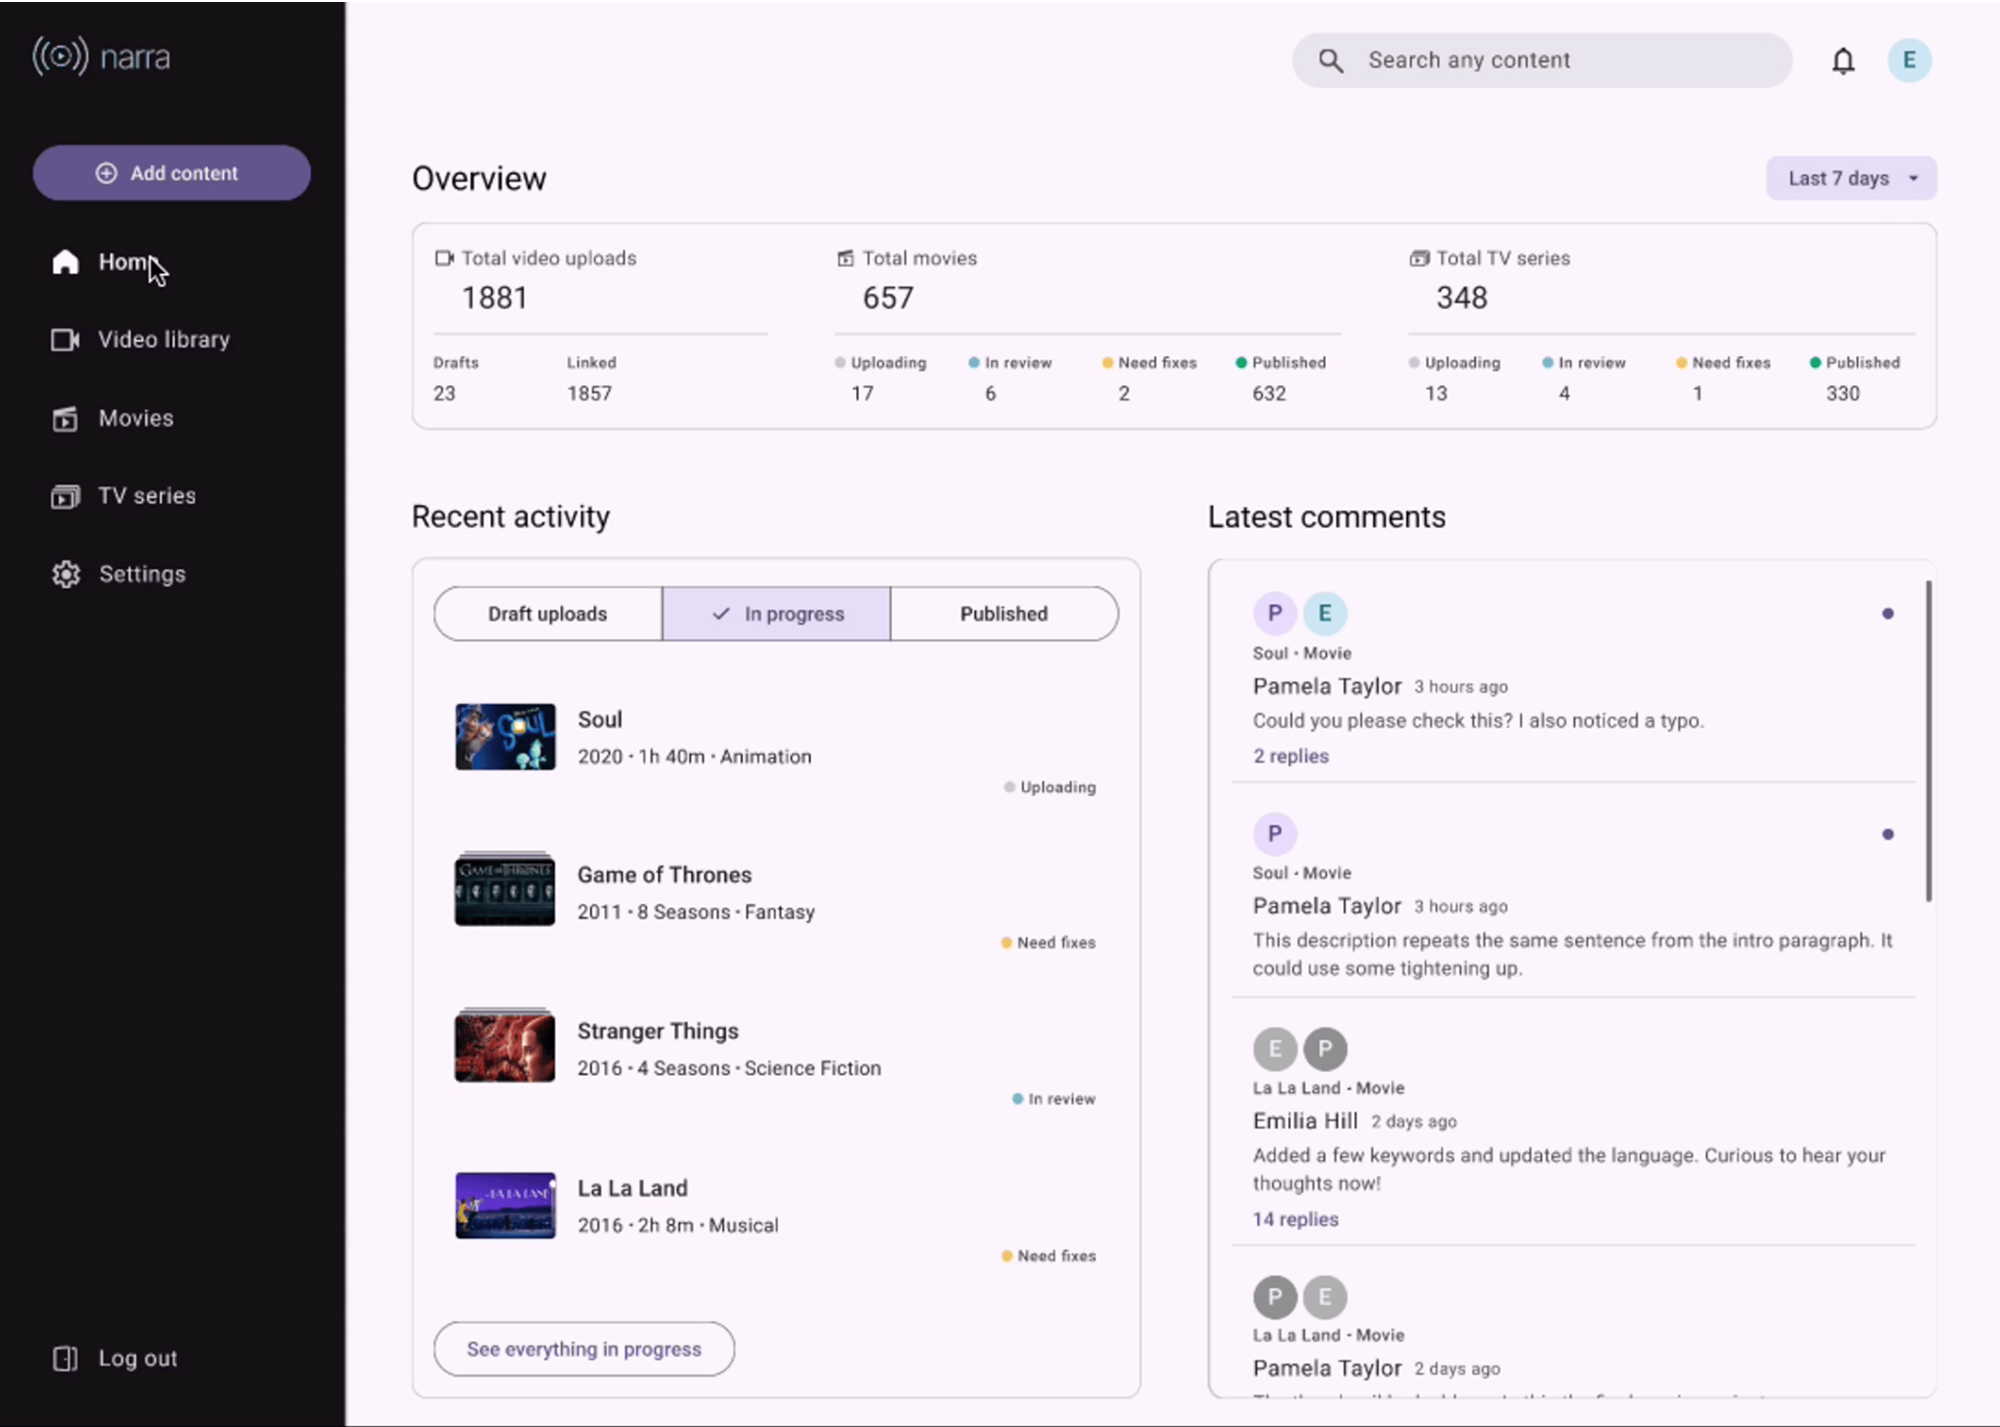 narra
Add content
Home
Video library
Movies
TV series
Settings
Log out
Search any content
E
Overview
Last 7 days
Total video uploads
1881
Drafts
23
Linked
1857
Total movies
657
Uploading
17
In review
6
Need fixes
2
Published
632
Total TV series
348
Uploading
13
In review
4
Need fixes
1
Published
330
Recent activity
Draft uploads
In progress
Published
SOUL
Soul
2020 · 1h 40m · Animation
Uploading
GAME OF THRONES
Game of Thrones
2011 · 8 Seasons · Fantasy
Need fixes
Stranger Things
2016 · 4 Seasons · Science Fiction
In review
LA LA LAND
La La Land
2016 · 2h 8m · Musical
Need fixes
See everything in progress
Latest comments
P E
Soul · Movie
Pamela Taylor 3 hours ago
Could you please check this? I also noticed a typo.
2 replies
P
Soul · Movie
Pamela Taylor 3 hours ago
This description repeats the same sentence from the intro paragraph. It
could use some tightening up.
E P
La La Land · Movie
Emilia Hill 2 days ago
Added a few keywords and updated the language. Curious to hear your
thoughts now!
14 replies
P E
La La Land · Movie
Pamela Taylor 2 days ago